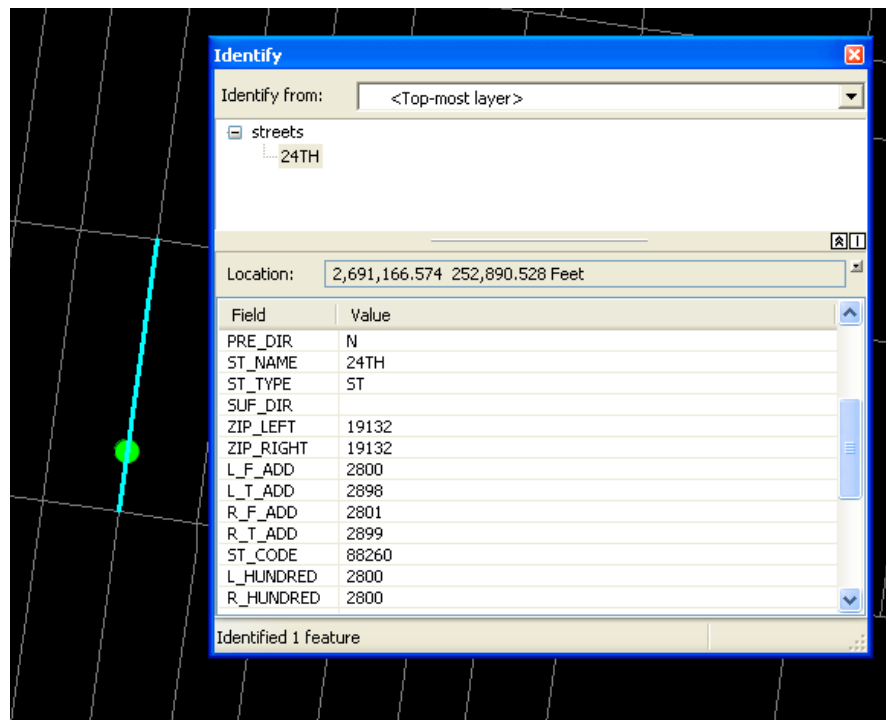 Identify
Identify from: <Top-most layer>
streets
24TH
Location: 2,691,166.574 252,890.528 Feet
Field Value
PRE_DIR N
ST_NAME 24TH
ST_TYPE ST
SUF_DIR
ZIP_LEFT 19132
ZIP_RIGHT 19132
L_F_ADD 2800
L_T_ADD 2898
R_F_ADD 2801
R_T_ADD 2899
ST_CODE 88260
L_HUNDRED 2800
R_HUNDRED 2800
Identified 1 feature